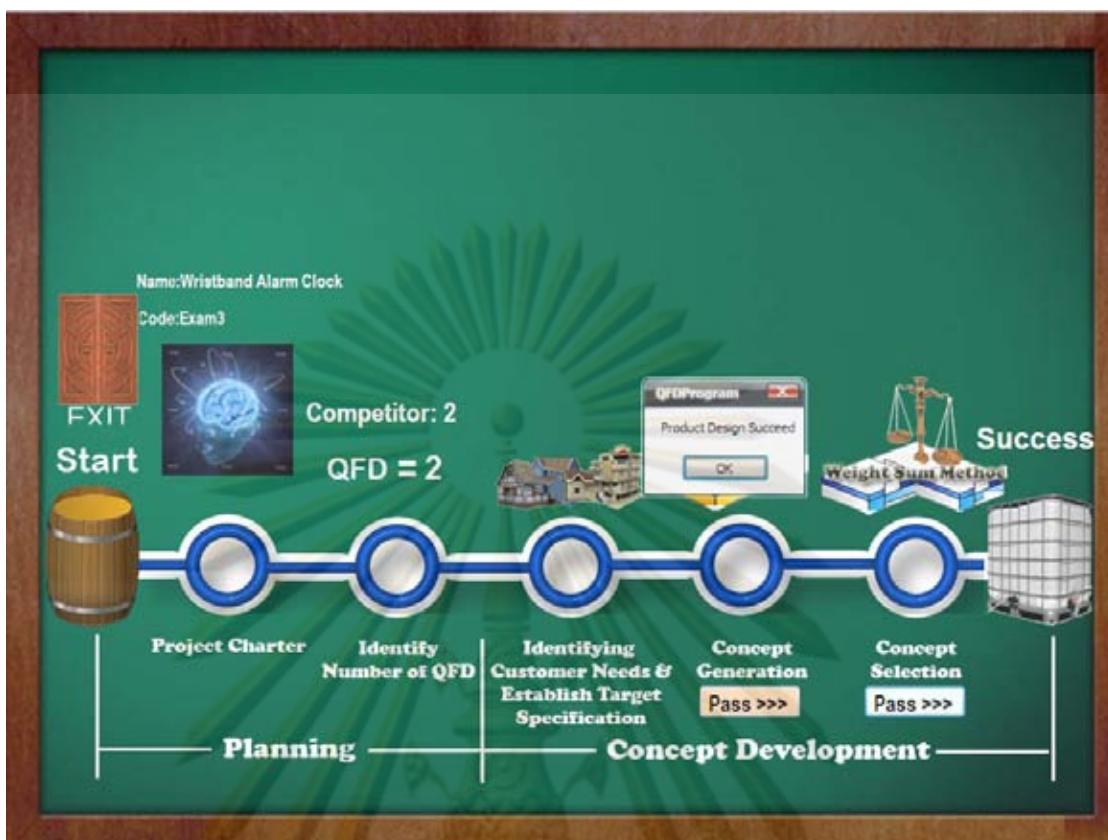 Name:Wristband Alarm Clock
Code:Exam3
EXIT
Start
Competitor: 2
QFD = 2
QFDProgram
Product Design Succeed
OK
Weight Sum Method
Success
Project Charter
Identify
Number of QFD
Identifying
Customer Needs &
Establish Target
Specification
Concept
Generation
Pass >>>
Concept
Selection
Pass >>>
Planning
Concept Development